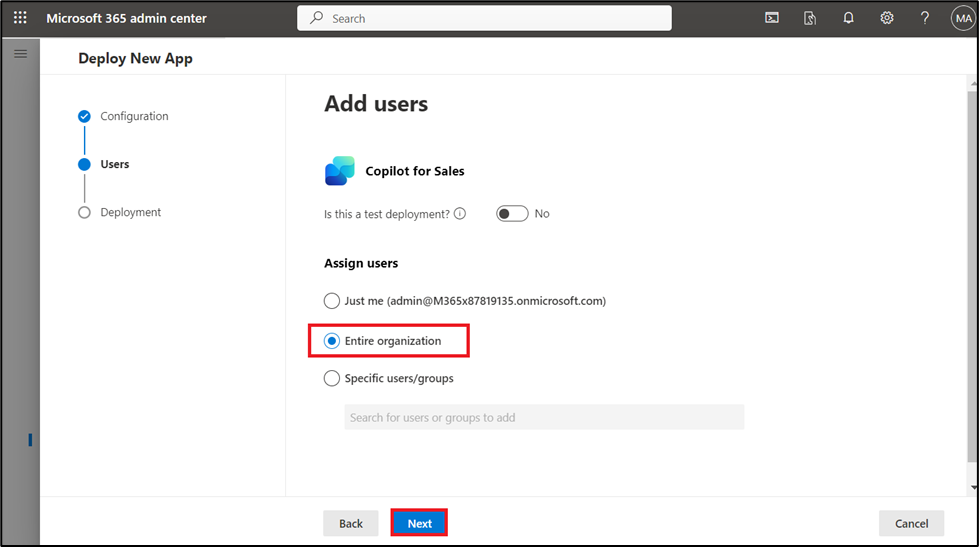 Microsoft 365 admin center
Search
?
MA
Deploy New App
Configuration
Users
Deployment
Add users
Copilot for Sales
Is this a test deployment?
No
Assign users
Just me (admin@M365x87819135.onmicrosoft.com)
Entire organization
Specific users/groups
Search for users or groups to add
Back
Next
Cancel